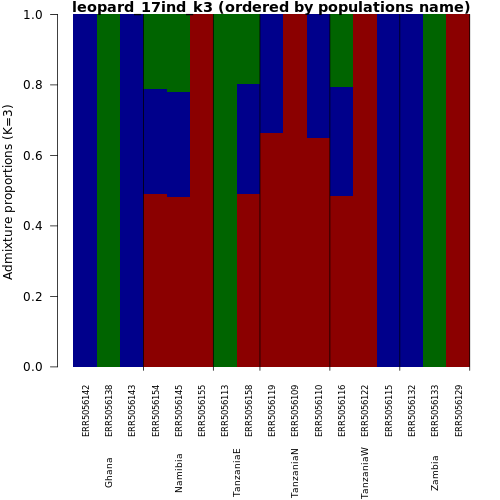 leopard_17ind_k3 (ordered by populations name)
Admixture proportions (K=3)
1.0
0.8
0.6
0.4
0.2
0.0
ERR5056142
ERR5056138
ERR5056143
ERR5056154
ERR5056145
ERR5056155
ERR5056113
ERR5056158
ERR5056119
ERR5056109
ERR5056110
ERR5056116
ERR5056122
ERR5056115
ERR5056132
ERR5056133
ERR5056129
Ghana
Namibia
TanzaniaE
TanzaniaN
TanzaniaW
Zambia